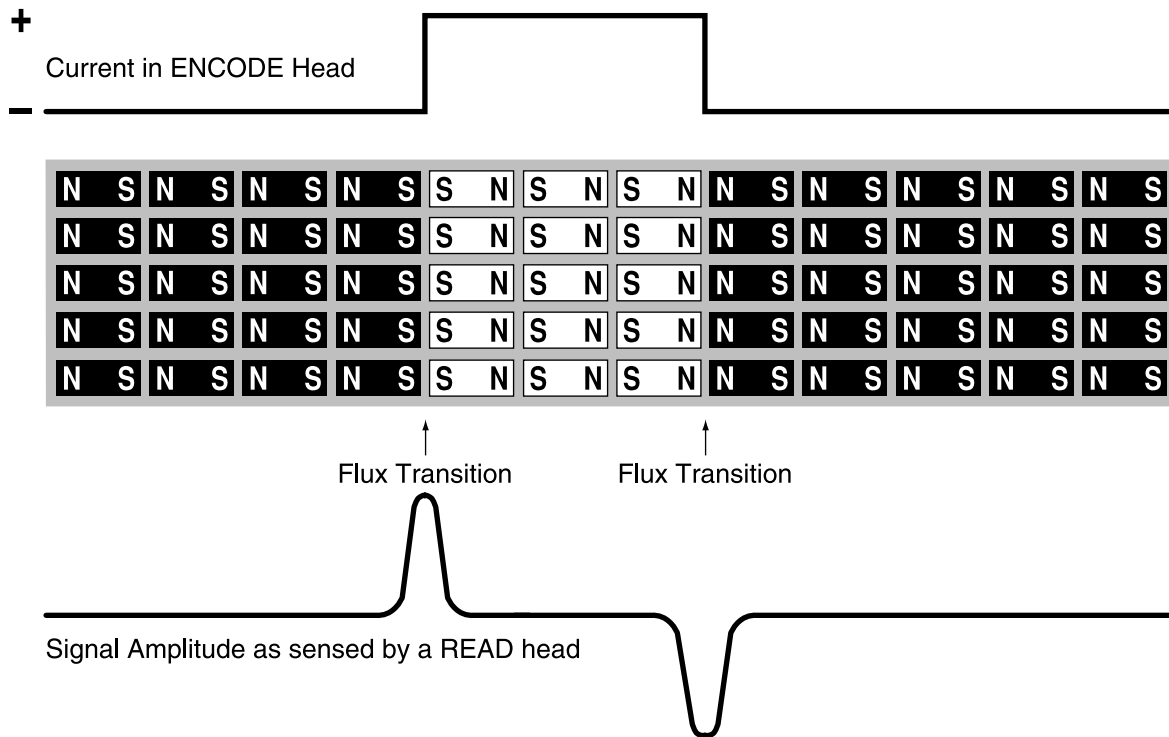 +
Current in ENCODE Head
−
N S N S N S N S S N S N S N N S N S N S N S N S
N S N S N S N S S N S N S N N S N S N S N S N S
N S N S N S N S S N S N S N N S N S N S N S N S
N S N S N S N S S N S N S N N S N S N S N S N S
N S N S N S N S S N S N S N N S N S N S N S N S
Flux Transition Flux Transition
Signal Amplitude as sensed by a READ head